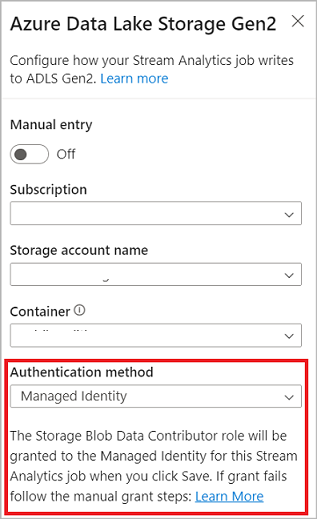 Azure Data Lake Storage Gen2
Configure how your Stream Analytics job writes
to ADLS Gen2. Learn more
Manual entry
Off
Subscription
Storage account name
Container
Authentication method
Managed Identity
The Storage Blob Data Contributor role will be
granted to the Managed Identity for this Stream
Analytics job when you click Save. If grant fails
follow the manual grant steps: Learn More